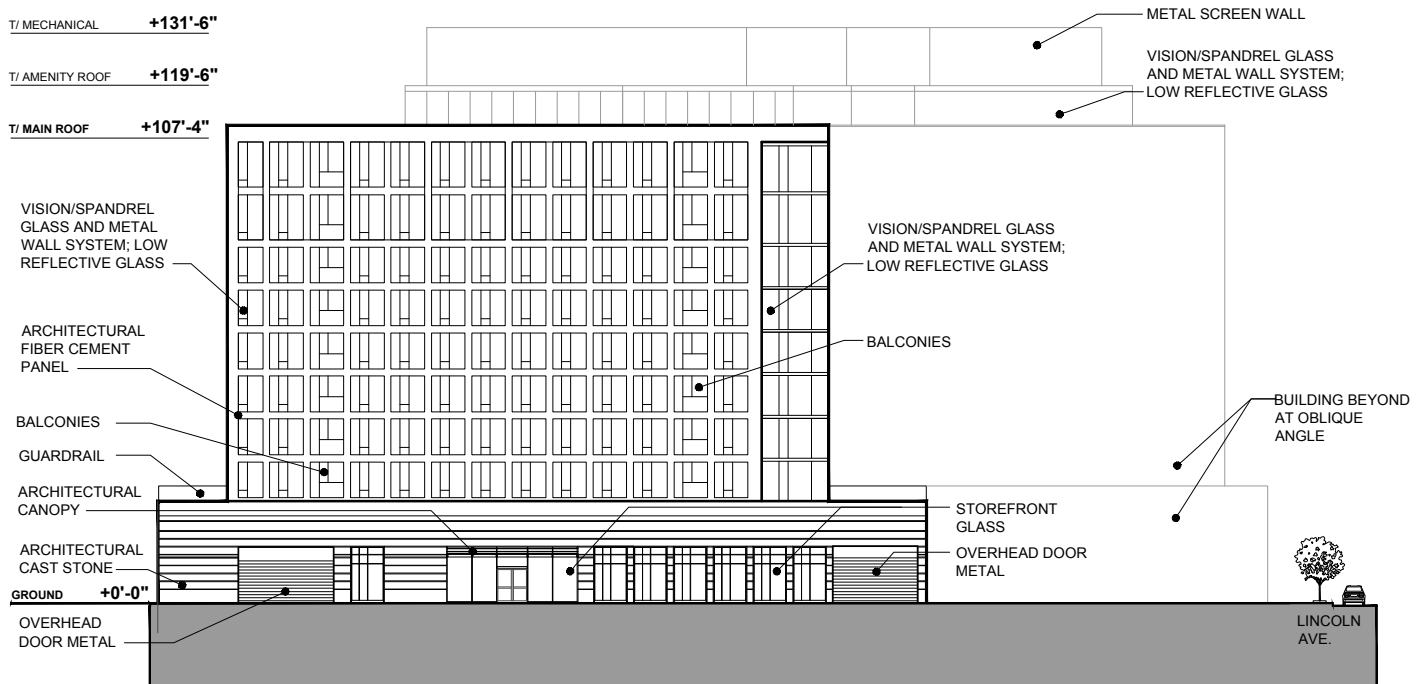 T/ MECHANICAL +131'-6"
T/ AMENITY ROOF +119'-6"
T/ MAIN ROOF +107'-4"
VISION/SPANDREL
GLASS AND METAL
WALL SYSTEM; LOW
REFLECTIVE GLASS
ARCHITECTURAL
FIBER CEMENT
PANEL
BALCONIES
GUARDRAIL
ARCHITECTURAL
CANOPY
ARCHITECTURAL
CAST STONE
GROUND +0'-0"
OVERHEAD
DOOR METAL
METAL SCREEN WALL
VISION/SPANDREL GLASS
AND METAL WALL SYSTEM;
LOW REFLECTIVE GLASS
VISION/SPANDREL GLASS
AND METAL WALL SYSTEM;
LOW REFLECTIVE GLASS
BALCONIES
BUILDING BEYOND
AT OBLIQUE
ANGLE
STOREFRONT
GLASS
OVERHEAD DOOR
METAL
LINCOLN
AVE.